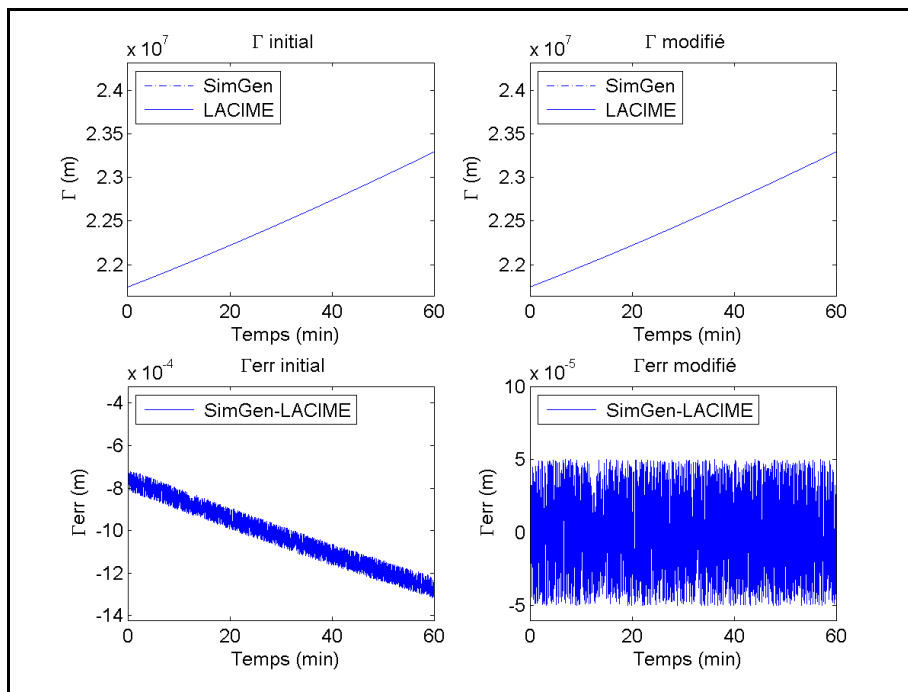 Γ initial
x 10^7
2.4
2.35
2.3
2.25
2.2
Γ (m)
SimGen
LACIME
0 20 40 60
Temps (min)
Γ modifié
x 10^7
2.4
2.35
2.3
2.25
2.2
Γ (m)
SimGen
LACIME
0 20 40 60
Temps (min)
Γerr initial
x 10^-4
-4
-6
-8
-10
-12
-14
Γerr (m)
SimGen-LACIME
0 20 40 60
Temps (min)
Γerr modifié
x 10^-5
10
5
0
-5
Γerr (m)
SimGen-LACIME
0 20 40 60
Temps (min)